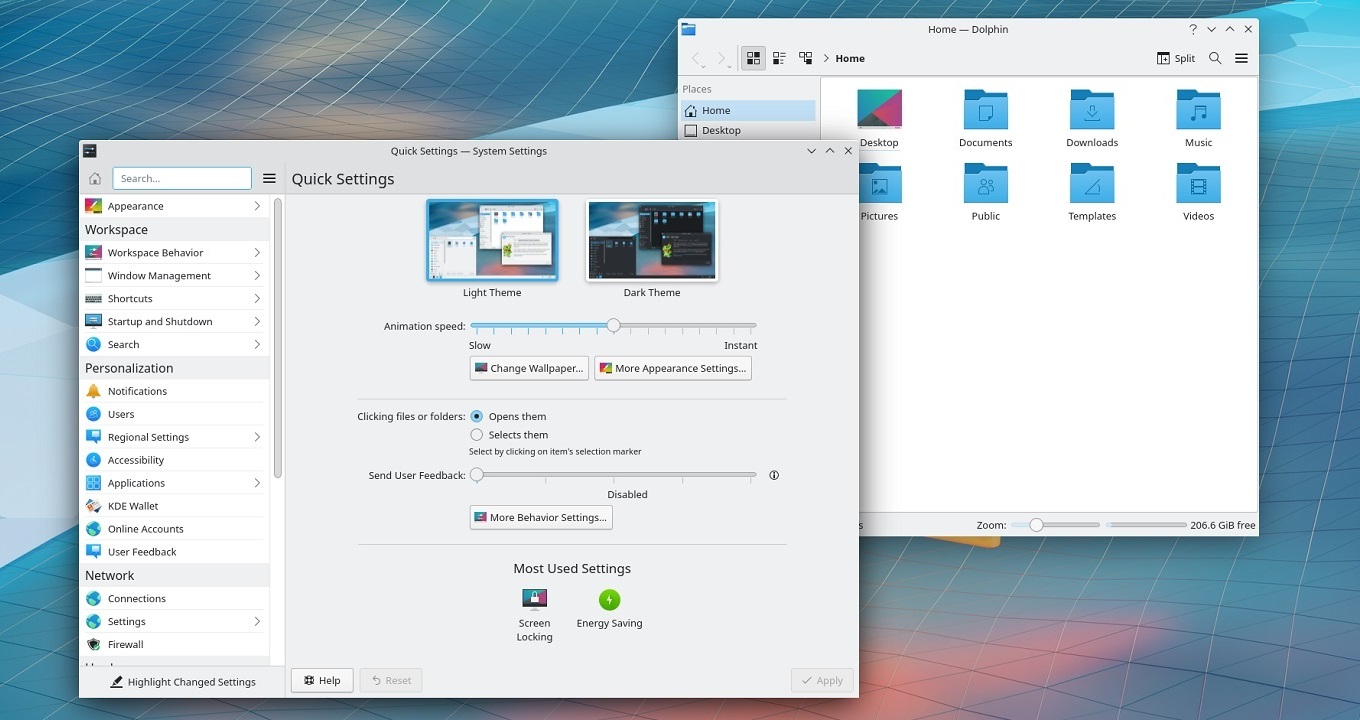 Home — Dolphin
Home
Split
Places
Home
Desktop
Desktop
Documents
Downloads
Music
Pictures
Public
Templates
Videos
Zoom:
206.6 GiB free
Quick Settings — System Settings
Search...
Quick Settings
Appearance
Workspace
Workspace Behavior
Window Management
Shortcuts
Startup and Shutdown
Search
Personalization
Notifications
Users
Regional Settings
Accessibility
Applications
KDE Wallet
Online Accounts
User Feedback
Network
Connections
Settings
Firewall
Highlight Changed Settings
Light Theme
Dark Theme
Animation speed:
Slow
Instant
Change Wallpaper...
More Appearance Settings...
Clicking files or folders:
Opens them
Selects them
Select by clicking on item's selection marker
Send User Feedback:
Disabled
More Behavior Settings...
Most Used Settings
Screen
Locking
Energy Saving
Help
Reset
Apply